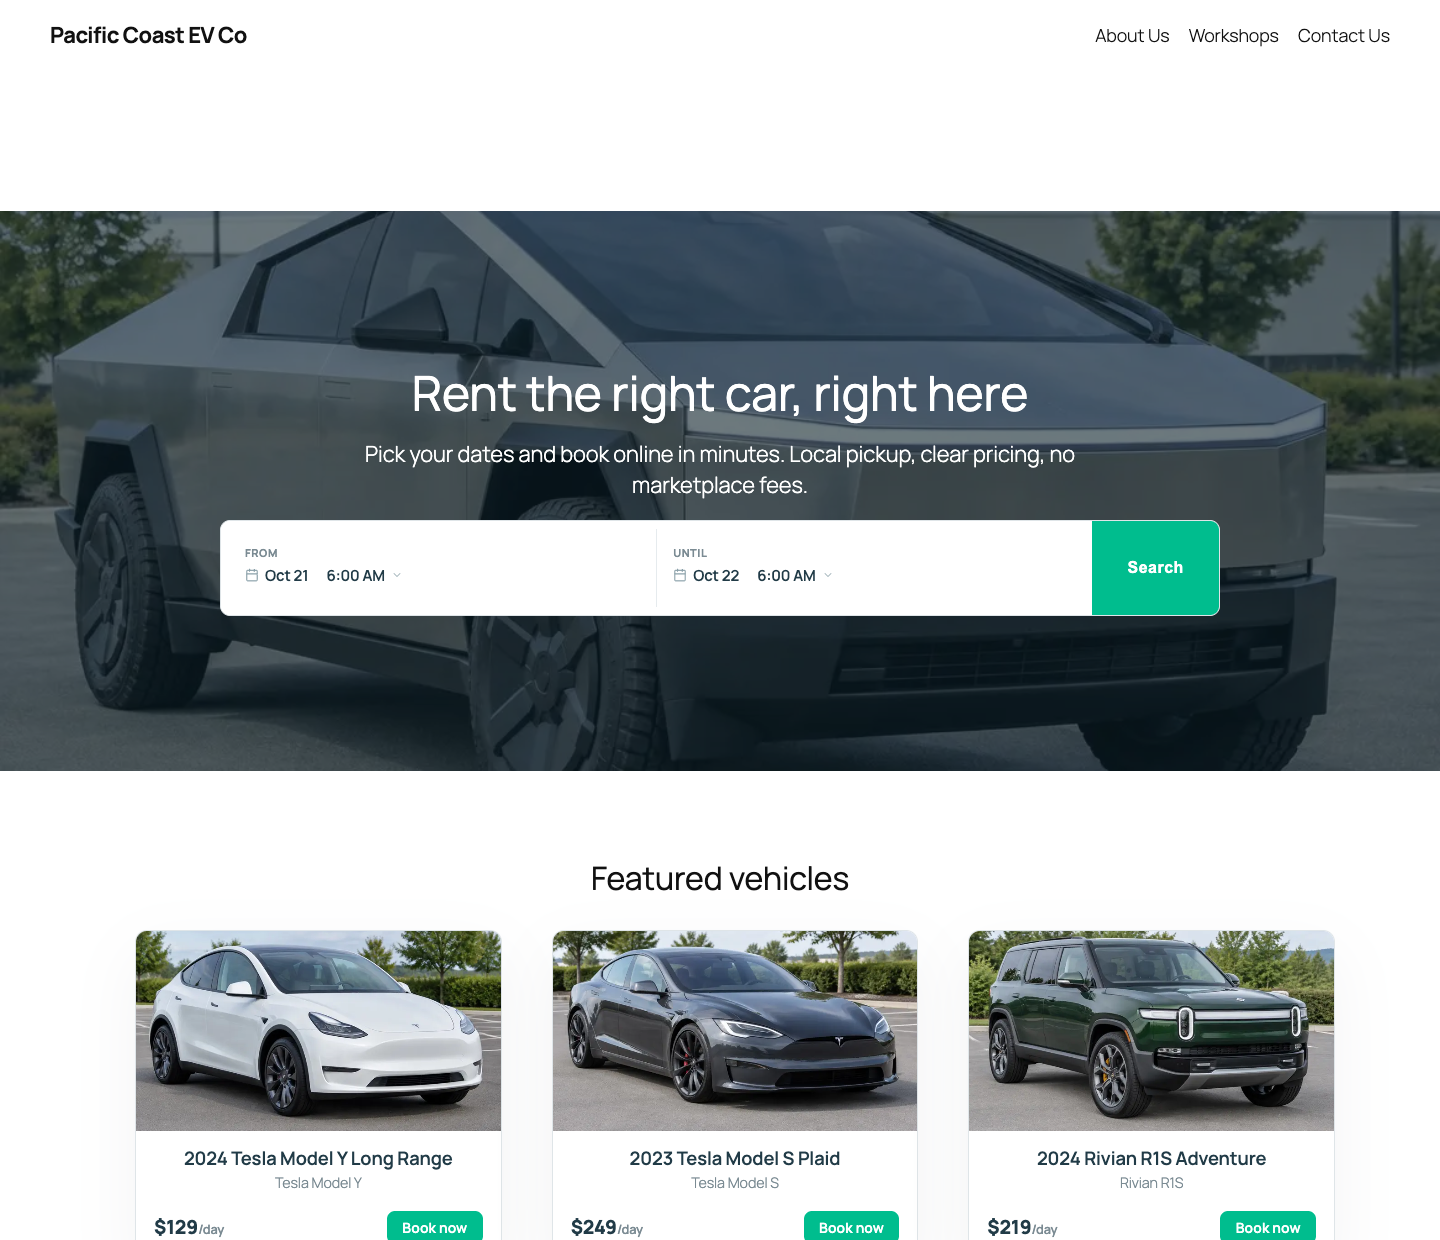 Pacific Coast EV Co
About Us Workshops Contact Us
Rent the right car, right here
Pick your dates and book online in minutes. Local pickup, clear pricing, no
marketplace fees.
FROM
Oct 21 6:00 AM
UNTIL
Oct 22 6:00 AM
Search
Featured vehicles
2024 Tesla Model Y Long Range
Tesla Model Y
$129/day
Book now
2023 Tesla Model S Plaid
Tesla Model S
$249/day
Book now
2024 Rivian R1S Adventure
Rivian R1S
$219/day
Book now